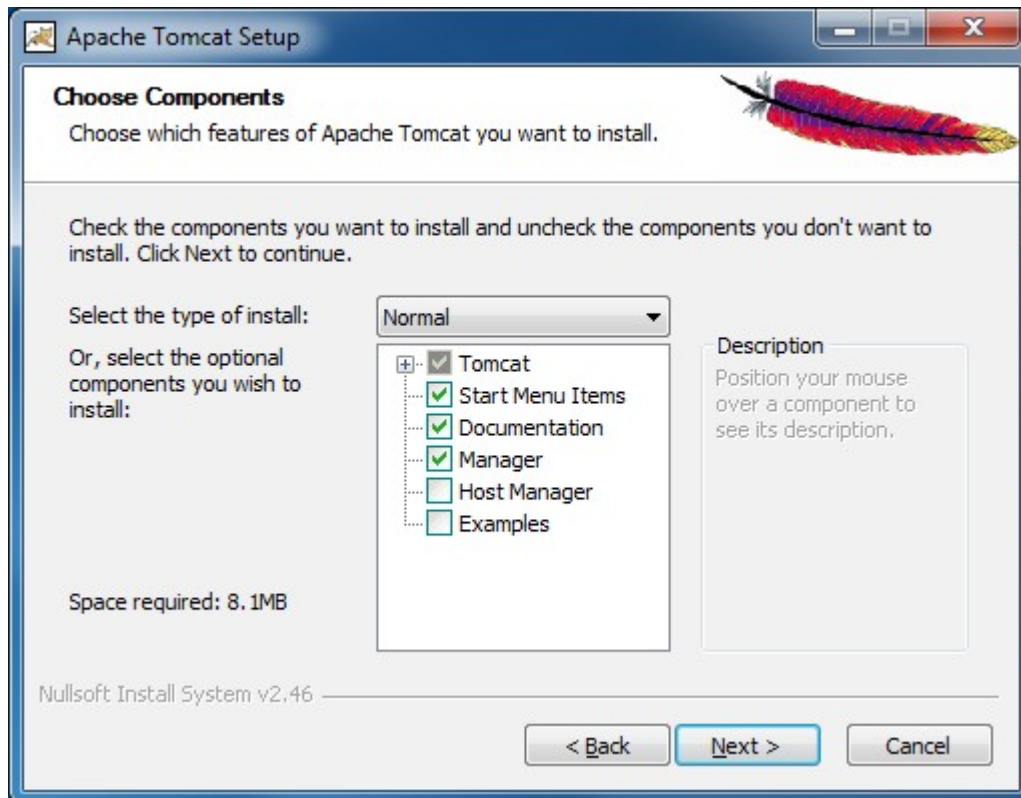 Apache Tomcat Setup
Choose Components
Choose which features of Apache Tomcat you want to install.
Check the components you want to install and uncheck the components you don't want to
install. Click Next to continue.
Select the type of install:
Normal
Or, select the optional
components you wish to
install:
Tomcat
Start Menu Items
Documentation
Manager
Host Manager
Examples
Description
Position your mouse
over a component to
see its description.
Space required: 8.1MB
Nullsoft Install System v2.46
< Back
Next >
Cancel